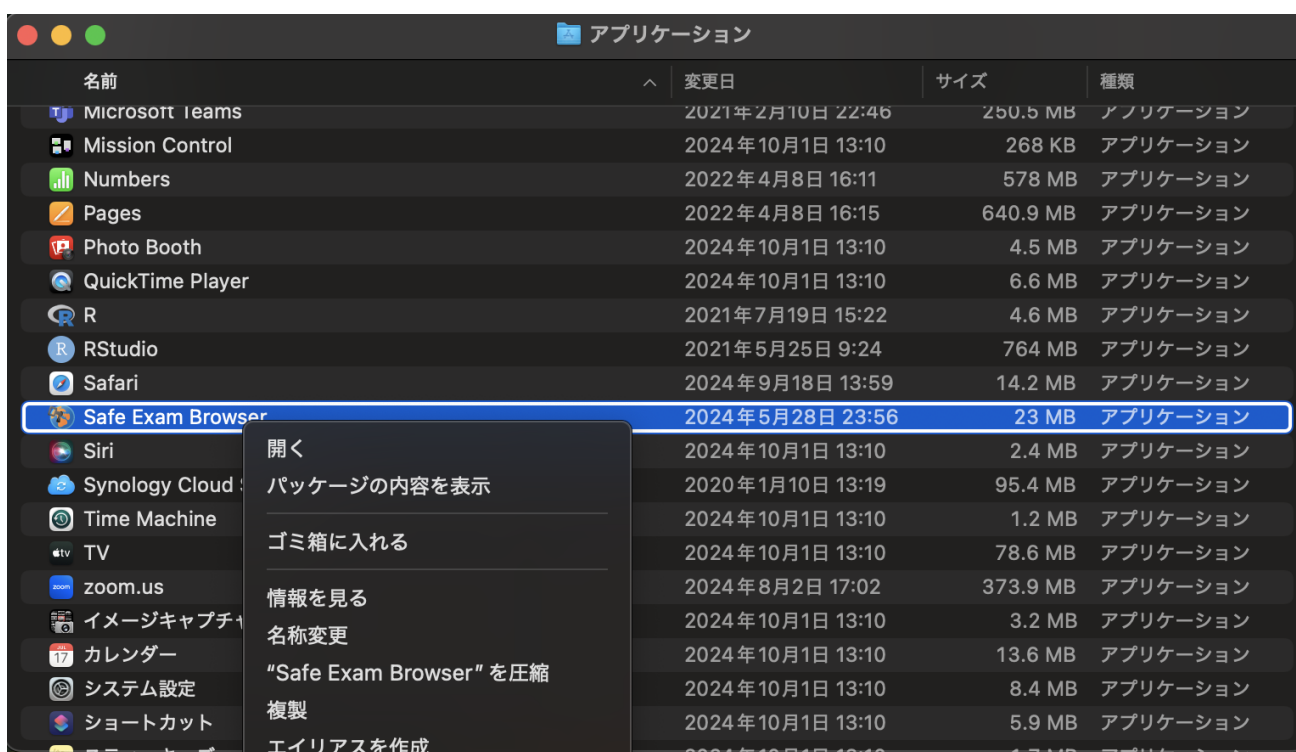 アプリケーション
名前 変更日 サイズ 種類
Microsoft Teams 2021年2月10日 22:46 250.5 MB アプリケーション
Mission Control 2024年10月1日 13:10 268 KB アプリケーション
Numbers 2022年4月8日 16:11 578 MB アプリケーション
Pages 2022年4月8日 16:15 640.9 MB アプリケーション
Photo Booth 2024年10月1日 13:10 4.5 MB アプリケーション
QuickTime Player 2024年10月1日 13:10 6.6 MB アプリケーション
R 2021年7月19日 15:22 4.6 MB アプリケーション
RStudio 2021年5月25日 9:24 764 MB アプリケーション
Safari 2024年9月18日 13:59 14.2 MB アプリケーション
Safe Exam Browser 2024年5月28日 23:56 23 MB アプリケーション
Siri 2024年10月1日 13:10 2.4 MB アプリケーション
Synology Cloud 2020年1月10日 13:19 95.4 MB アプリケーション
Time Machine 2024年10月1日 13:10 1.2 MB アプリケーション
TV 2024年10月1日 13:10 78.6 MB アプリケーション
zoom.us 2024年8月2日 17:02 373.9 MB アプリケーション
イメージキャプチャ 2024年10月1日 13:10 3.2 MB アプリケーション
カレンダー 2024年10月1日 13:10 13.6 MB アプリケーション
システム設定 2024年10月1日 13:10 8.4 MB アプリケーション
ショートカット 2024年10月1日 13:10 5.9 MB アプリケーション
開く
パッケージの内容を表示
ゴミ箱に入れる
情報を見る
名称変更
“Safe Exam Browser” を圧縮
複製
エイリアスを作成